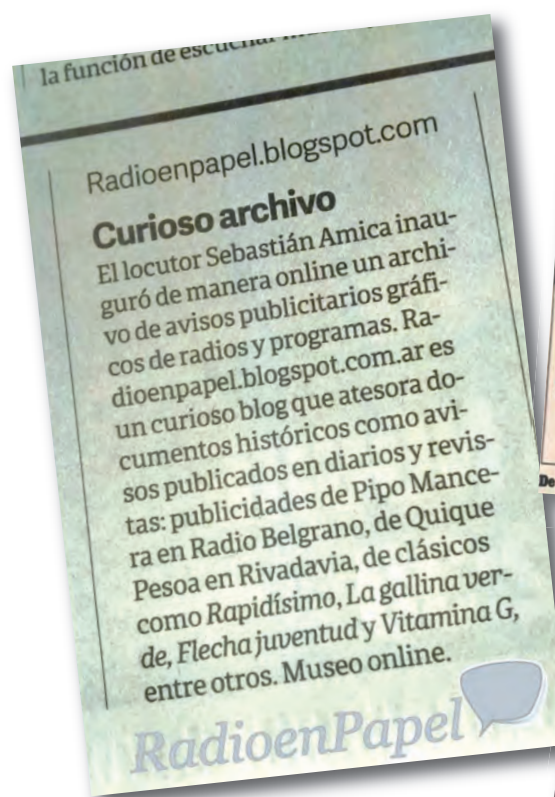 la función de escuchar
Radioenpapel.blogspot.com
Curioso archivo
El locutor Sebastián Amica inau-
guró de manera online un archi-
vo de avisos publicitarios gráfi-
cos de radios y programas. Ra-
dioenpapel.blogspot.com.ar es
un curioso blog que atesora do-
cumentos históricos como avi-
sos publicados en diarios y revis-
tas: publicidades de Pipo Mance-
ra en Radio Belgrano, de Quique
Pesoa en Rivadavia, de clásicos
como Rapidísimo, La gallina ver-
de, Flecha juventud y Vitamina G,
entre otros. Museo online.
RadioenPapel
De